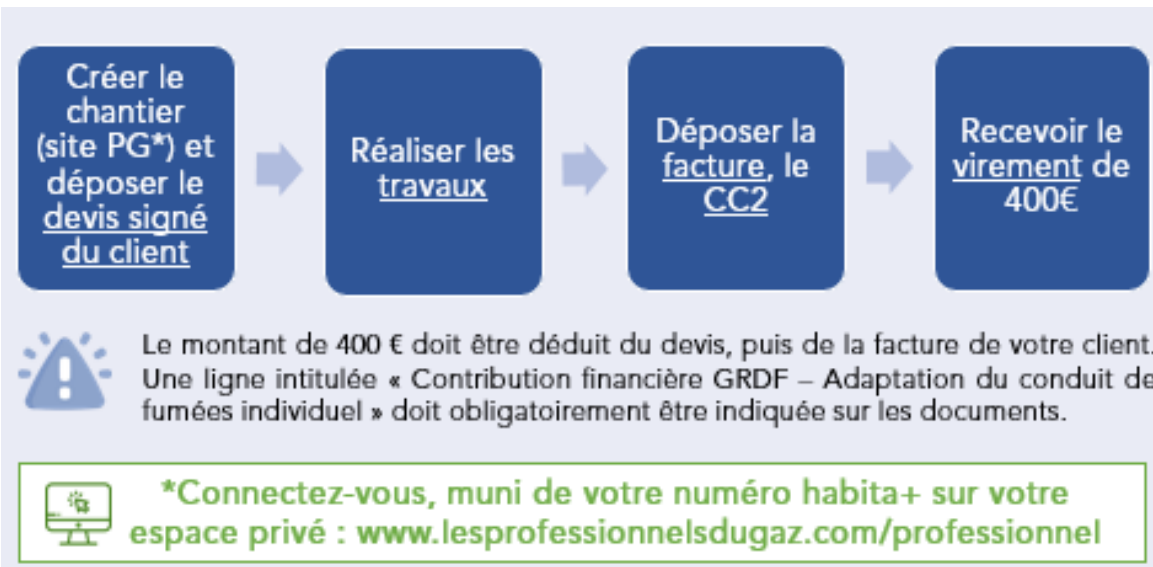 Créer le
chantier
(site PG*) et
déposer le
devis signé
du client
Réaliser les
travaux
Déposer la
facture, le
CC2
Recevoir le
virement de
400€
Le montant de 400 € doit être déduit du devis, puis de la facture de votre client.
Une ligne intitulée « Contribution financière GRDF – Adaptation du conduit de
fumées individuel » doit obligatoirement être indiquée sur les documents.
*Connectez-vous, muni de votre numéro habita+ sur votre
espace privé : www.lesprofessionnelsdugaz.com/professionnel